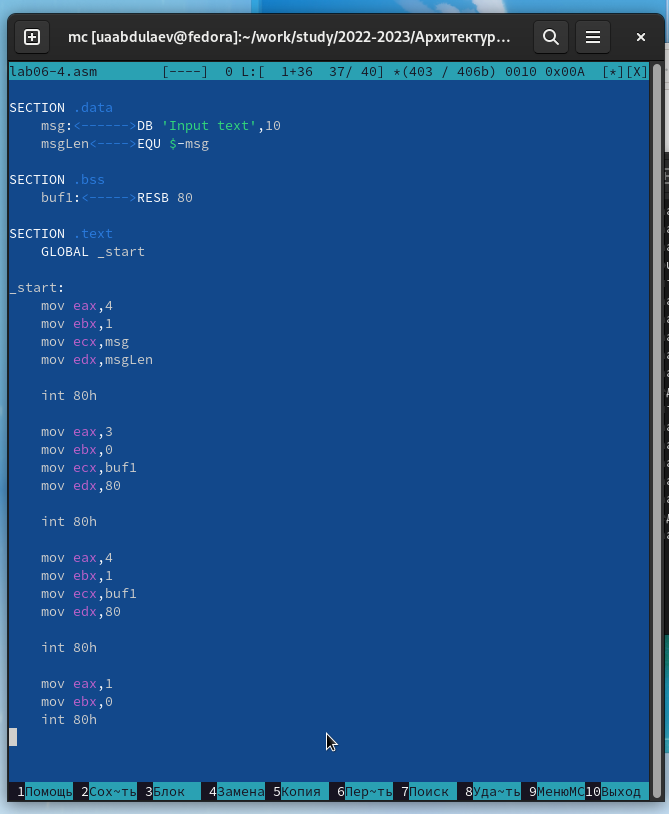 mc [uaabdulaev@fedora]:~/work/study/2022-2023/Архитектур...
lab06-4.asm        [----]  0 L:[  1+36  37/ 40] *(403 / 406b) 0010 0x00A  [*][X]
SECTION .data
    msg:<------>DB 'Input text',10
    msgLen<---->EQU $-msg
SECTION .bss
    buf1:<----->RESB 80
SECTION .text
    GLOBAL _start
_start:
    mov eax,4
    mov ebx,1
    mov ecx,msg
    mov edx,msgLen
    int 80h
    mov eax,3
    mov ebx,0
    mov ecx,buf1
    mov edx,80
    int 80h
    mov eax,4
    mov ebx,1
    mov ecx,buf1
    mov edx,80
    int 80h
    mov eax,1
    mov ebx,0
    int 80h
1Помощь 2Сох~ть 3Блок 4Замена 5Копия 6Пер~ть 7Поиск 8Уда~ть 9МенюMC 10Выход